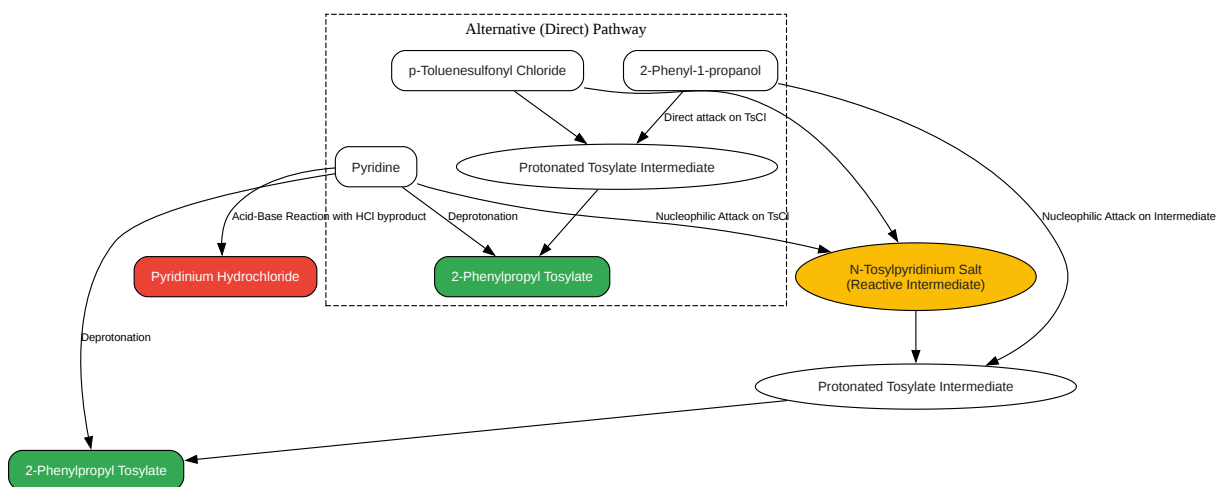 Alternative (Direct) Pathway
p-Toluenesulfonyl Chloride
2-Phenyl-1-propanol
Direct attack on TsCl
Pyridine
Protonated Tosylate Intermediate
Acid-Base Reaction with HCl byproduct
Deprotonation
Nucleophilic Attack on TsCl
Nucleophilic Attack on Intermediate
Pyridinium Hydrochloride
2-Phenylpropyl Tosylate
N-Tosylpyridinium Salt
(Reactive Intermediate)
Deprotonation
Protonated Tosylate Intermediate
2-Phenylpropyl Tosylate